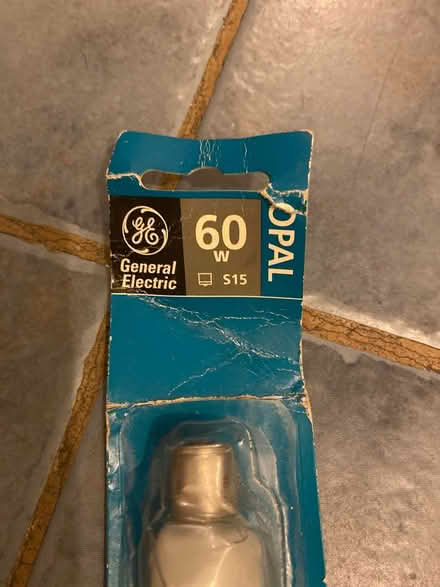 GE
General
Electric
60
W
S15
OPAL